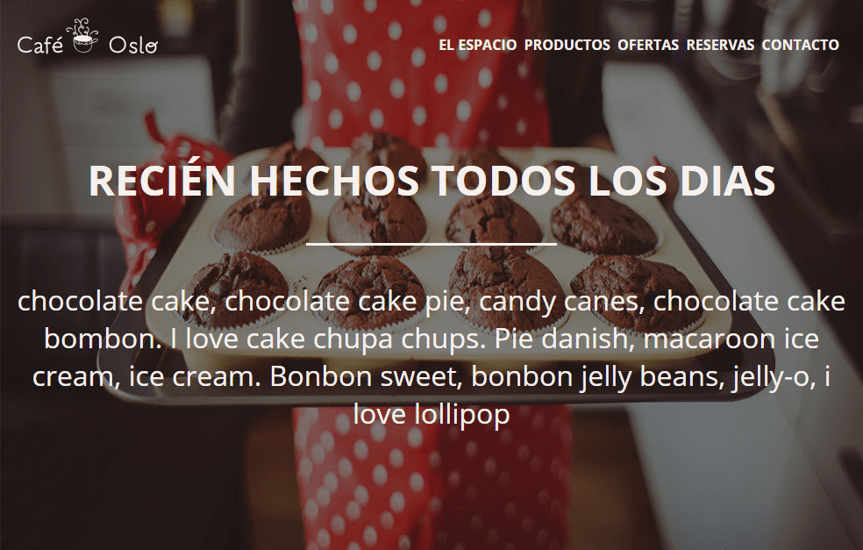 Café Oslo
EL ESPACIO PRODUCTOS OFERTAS RESERVAS CONTACTO
RECIÉN HECHOS TODOS LOS DIAS
chocolate cake, chocolate cake pie, candy canes, chocolate cake
bombon. I love cake chupa chups. Pie danish, macaroon ice
cream, ice cream. Bonbon sweet, bonbon jelly beans, jelly-o, i
love lollipop